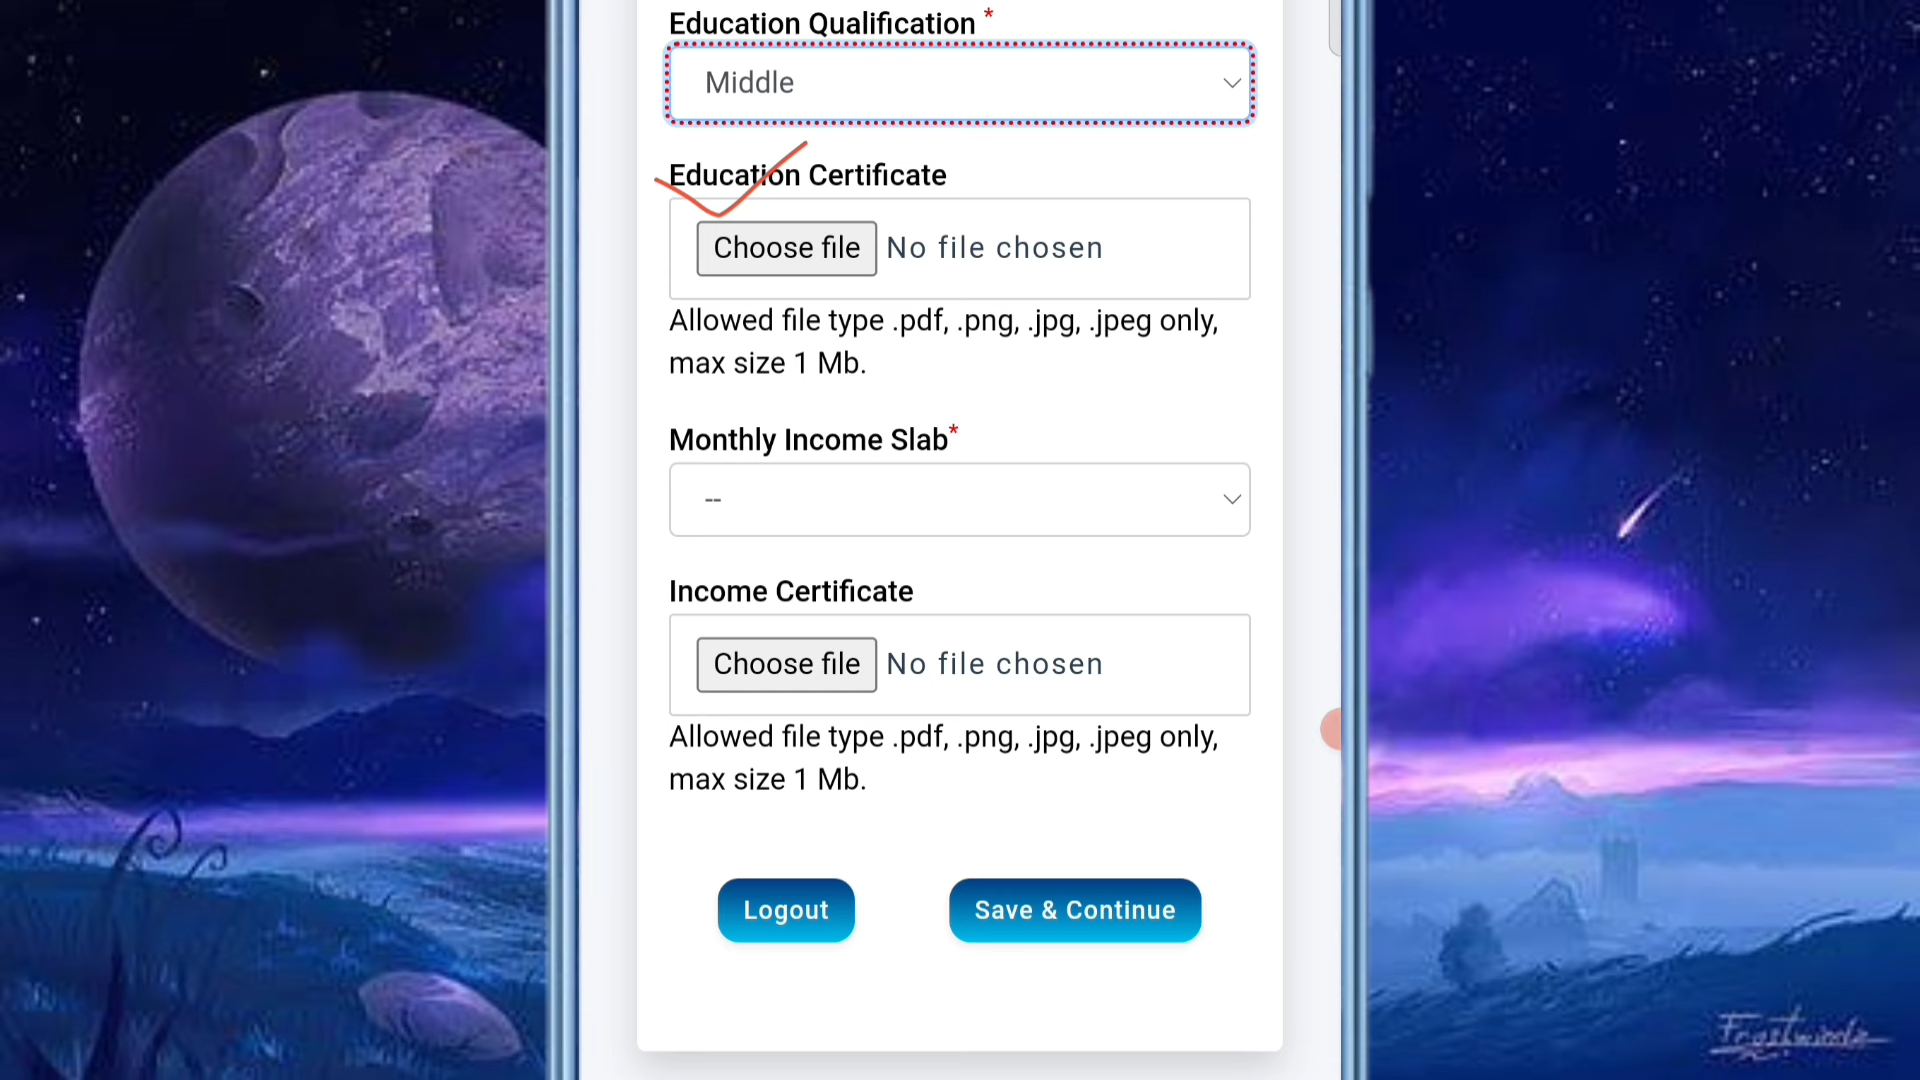 Education Qualification *
Middle
Education Certificate
Choose file No file chosen
Allowed file type .pdf, .png, .jpg, .jpeg only,
max size 1 Mb.
Monthly Income Slab*
--
Income Certificate
Choose file No file chosen
Allowed file type .pdf, .png, .jpg, .jpeg only,
max size 1 Mb.
Logout
Save & Continue